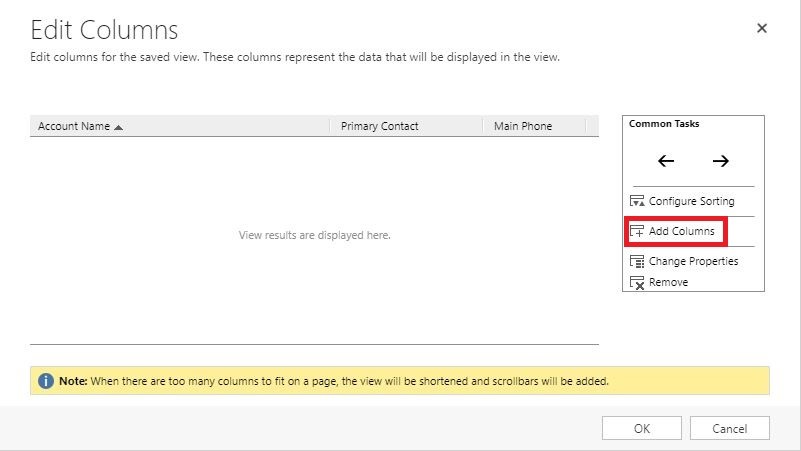 Edit Columns
Edit columns for the saved view. These columns represent the data that will be displayed in the view.
Account Name Primary Contact Main Phone
View results are displayed here.
Common Tasks
Configure Sorting
Add Columns
Change Properties
Remove
Note: When there are too many columns to fit on a page, the view will be shortened and scrollbars will be added.
OK Cancel